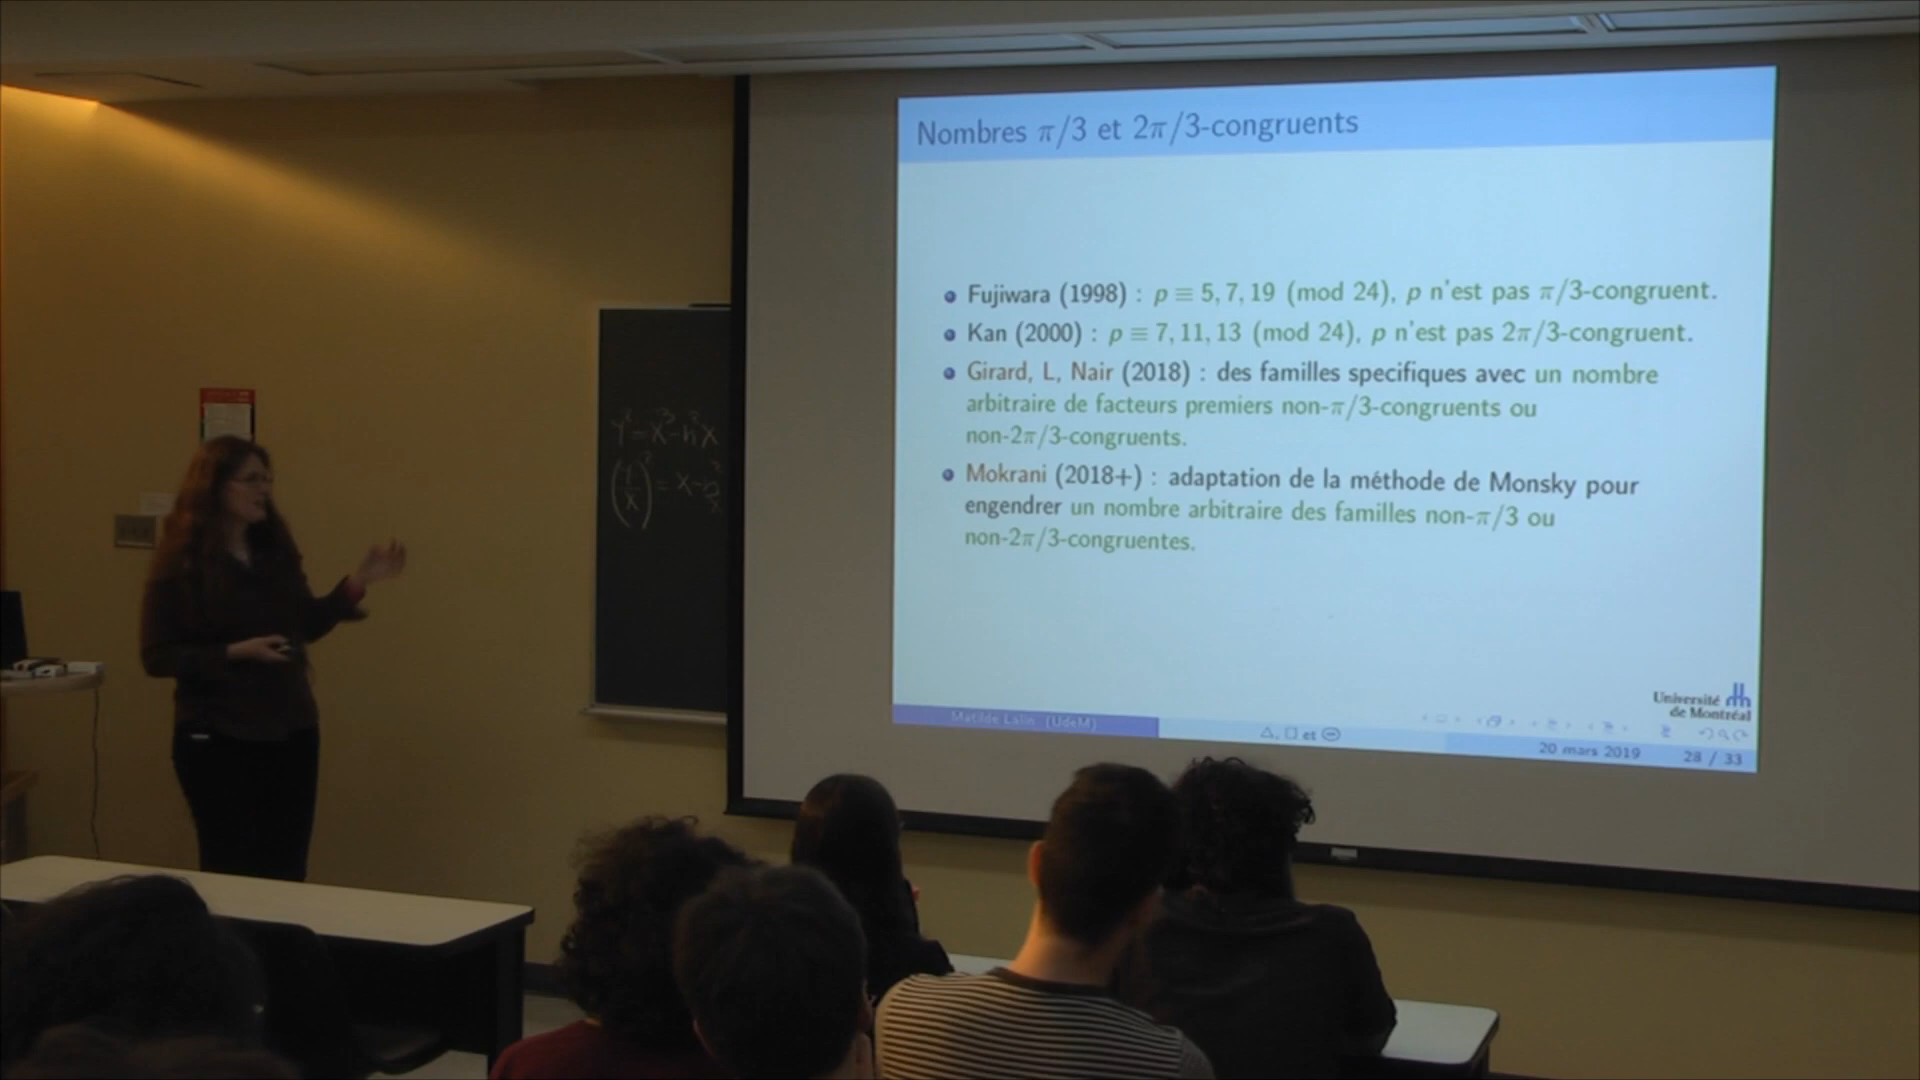 Nombres π/3 et 2π/3-congruents
Fujiwara (1998) : p ≡ 5, 7, 19 (mod 24), p n'est pas π/3-congruent.
Kan (2000) : p ≡ 7, 11, 13 (mod 24), p n'est pas 2π/3-congruent.
Girard, L, Nair (2018) : des familles specifiques avec un nombre
arbitraire de facteurs premiers non-π/3-congruents ou
non-2π/3-congruents.
Mokrani (2018+) : adaptation de la méthode de Monsky pour
engendrer un nombre arbitraire des familles non-π/3 ou
non-2π/3-congruentes.
Université
de Montréal
Matilde Lalín (UdeM)
△, □ et
20 mars 2019
28 / 33
Y² = X³-n²X